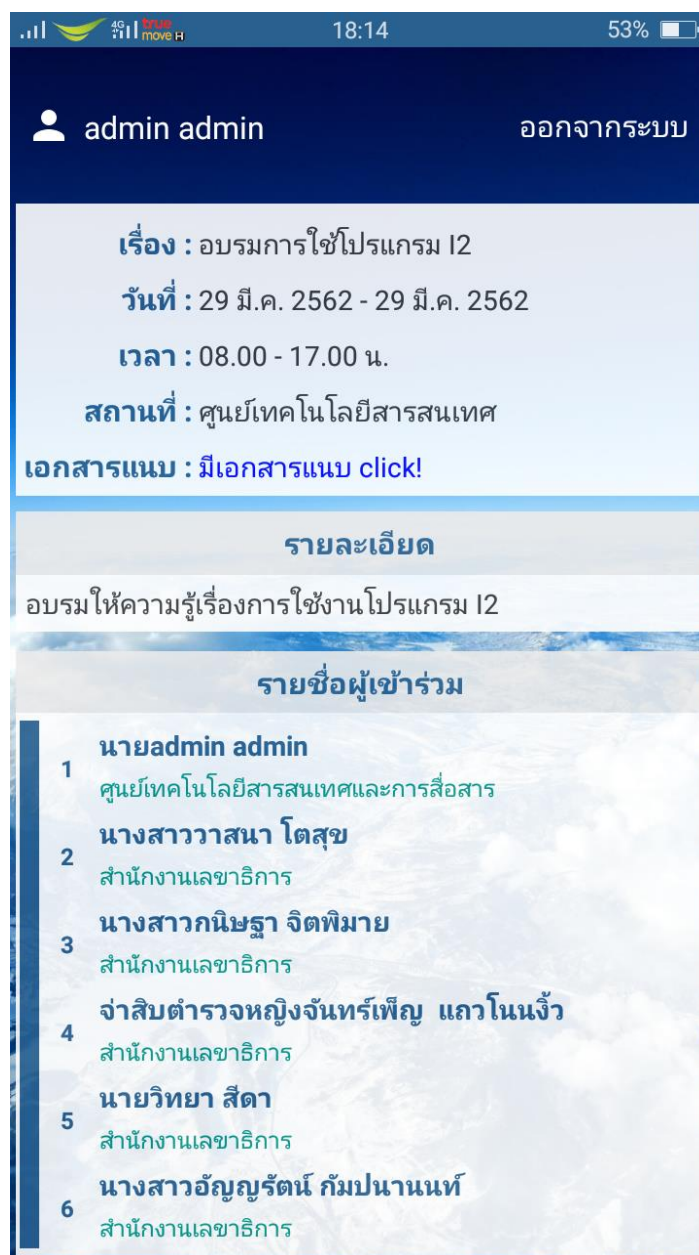 4G true
move H 18:14 53%
admin admin ออกจากระบบ
เรื่อง : อบรมการใช้โปรแกรม I2
วันที่ : 29 มี.ค. 2562 - 29 มี.ค. 2562
เวลา : 08.00 - 17.00 น.
สถานที่ : ศูนย์เทคโนโลยีสารสนเทศ
เอกสารแนบ : มีเอกสารแนบ click!
รายละเอียด
อบรมให้ความรู้เรื่องการใช้งานโปรแกรม I2
รายชื่อผู้เข้าร่วม
นายadmin admin
1
ศูนย์เทคโนโลยีสารสนเทศและการสื่อสาร
นางสาววาสนา โตสุข
2
สำนักงานเลขาธิการ
นางสาวกนิษฐา จิตพิมาย
3
สำนักงานเลขาธิการ
จ่าสิบตำรวจหญิงจันทร์เพ็ญ แถวโนนงิ้ว
4
สำนักงานเลขาธิการ
นายวิทยา สีดา
5
สำนักงานเลขาธิการ
นางสาวอัญญรัตน์ กัมปนานนท์
6
สำนักงานเลขาธิการ